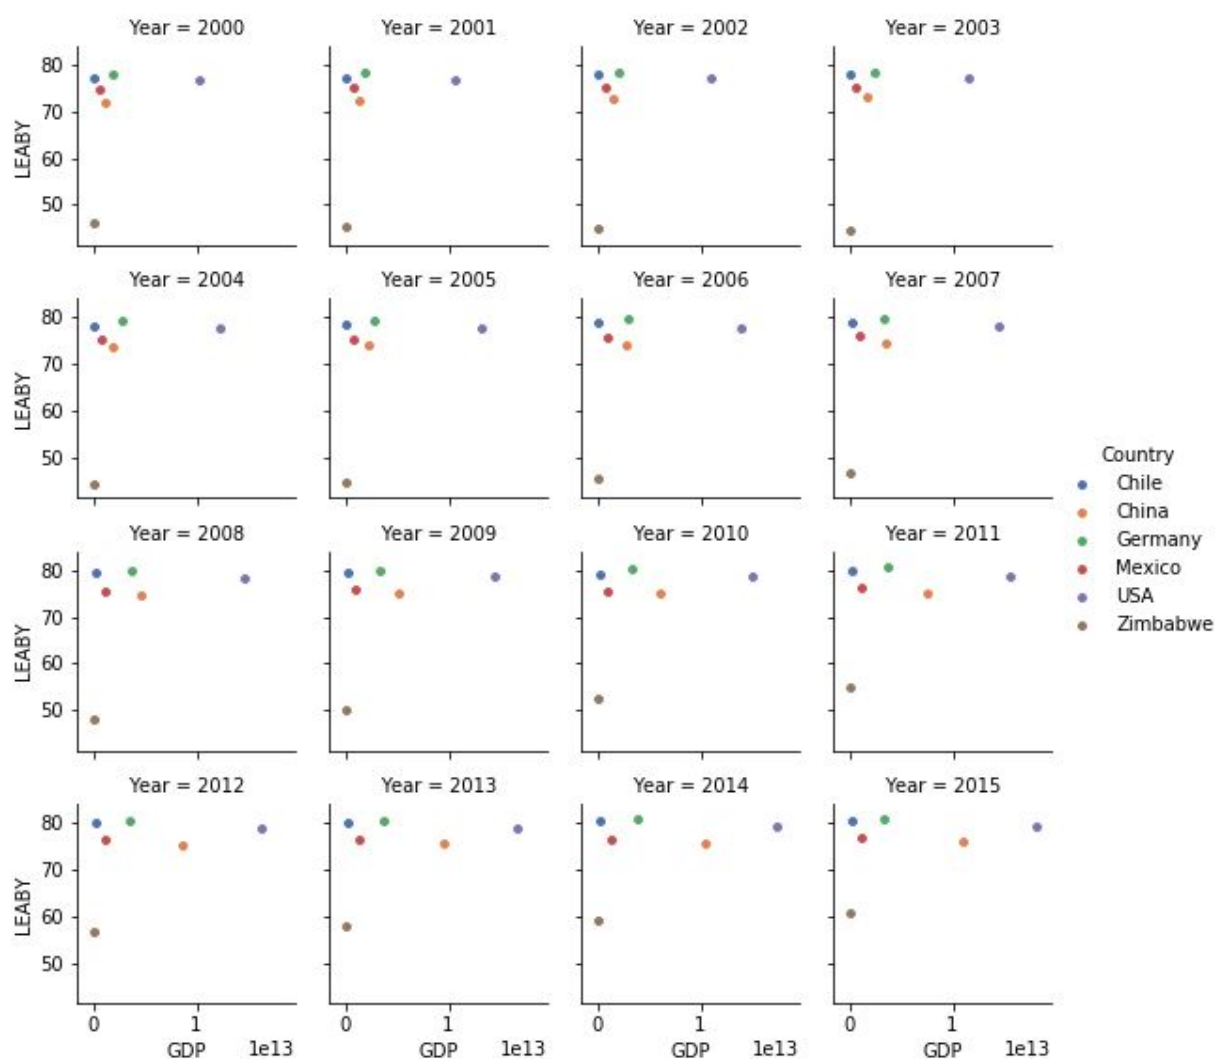 Year = 2000 Year = 2001 Year = 2002 Year = 2003
80
70
60
50
LEABY
Year = 2004 Year = 2005 Year = 2006 Year = 2007
80
70
60
50
LEABY
Country
Chile
China
Germany
Mexico
USA
Zimbabwe
Year = 2008 Year = 2009 Year = 2010 Year = 2011
80
70
60
50
LEABY
Year = 2012 Year = 2013 Year = 2014 Year = 2015
80
70
60
50
LEABY
0 1 0 1 0 1 0 1
GDP 1e13 GDP 1e13 GDP 1e13 GDP 1e13